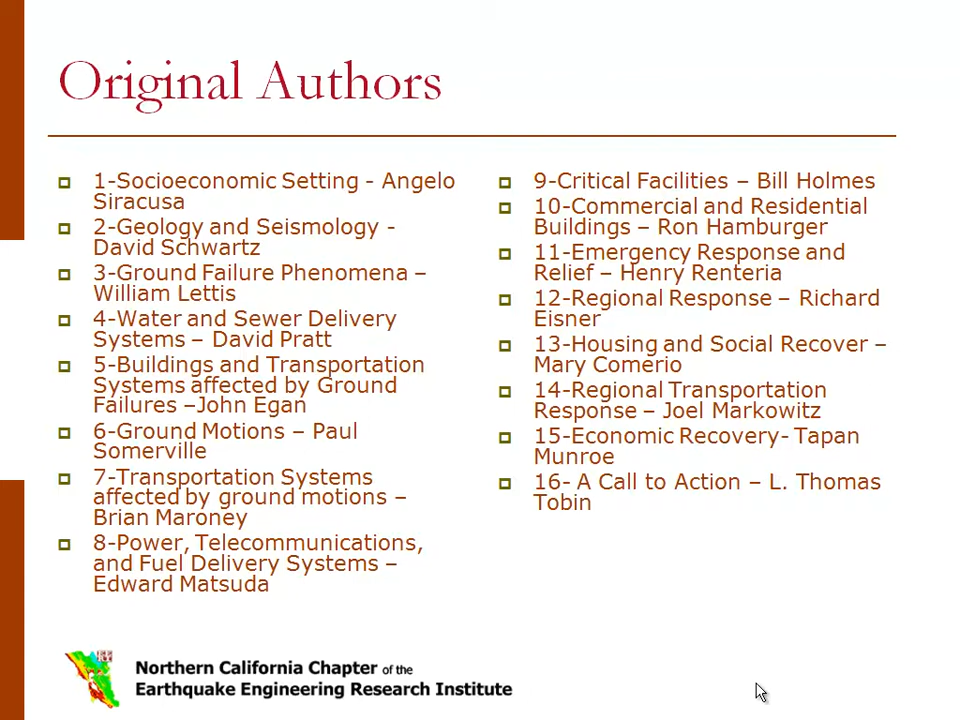 Original Authors
1-Socioeconomic Setting - Angelo
Siracusa
2-Geology and Seismology -
David Schwartz
3-Ground Failure Phenomena –
William Lettis
4-Water and Sewer Delivery
Systems – David Pratt
5-Buildings and Transportation
Systems affected by Ground
Failures –John Egan
6-Ground Motions – Paul
Somerville
7-Transportation Systems
affected by ground motions –
Brian Maroney
8-Power, Telecommunications,
and Fuel Delivery Systems –
Edward Matsuda
9-Critical Facilities – Bill Holmes
10-Commercial and Residential
Buildings – Ron Hamburger
11-Emergency Response and
Relief – Henry Renteria
12-Regional Response – Richard
Eisner
13-Housing and Social Recover –
Mary Comerio
14-Regional Transportation
Response – Joel Markowitz
15-Economic Recovery- Tapan
Munroe
16- A Call to Action – L. Thomas
Tobin
Northern California Chapter of the
Earthquake Engineering Research Institute